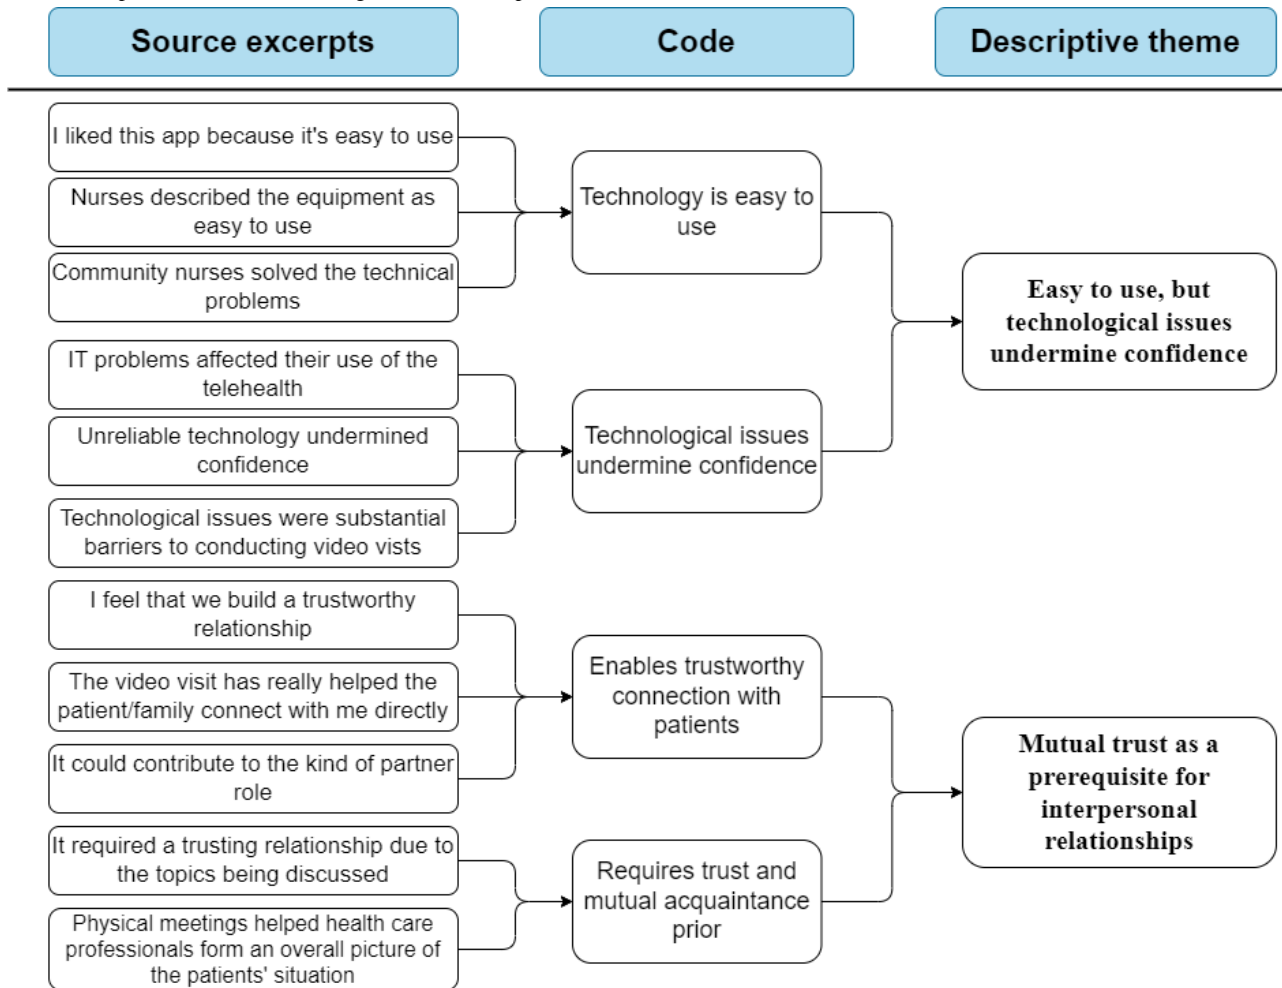 Source excerpts
Code
Descriptive theme
I liked this app because it's easy to use
Nurses described the equipment as
easy to use
Community nurses solved the technical
problems
Technology is easy to
use
IT problems affected their use of the
telehealth
Unreliable technology undermined
confidence
Technological issues were substantial
barriers to conducting video vists
Technological issues
undermine confidence
Easy to use, but
technological issues
undermine confidence
I feel that we build a trustworthy
relationship
The video visit has really helped the
patient/family connect with me directly
It could contribute to the kind of partner
role
Enables trustworthy
connection with
patients
It required a trusting relationship due to
the topics being discussed
Physical meetings helped health care
professionals form an overall picture of
the patients' situation
Requires trust and
mutual acquaintance
prior
Mutual trust as a
prerequisite for
interpersonal
relationships